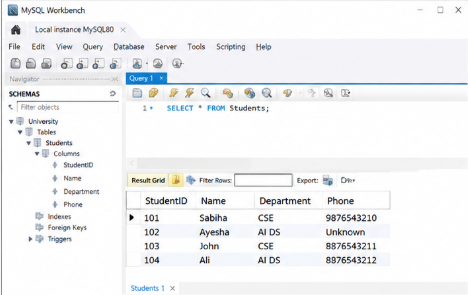 MySQL Workbench
Local instance MySQL80 ×
File Edit View Query Database Server Tools Scripting Help
Navigator
SCHEMAS
Filter objects
University
Tables
Students
Columns
StudentID
Name
Department
Phone
Indexes
Foreign Keys
Triggers
Query 1 ×
1 SELECT * FROM Students;
Result Grid Filter Rows: Export:
StudentID Name Department Phone
101 Sabiha CSE 9876543210
102 Ayesha AI DS Unknown
103 John CSE 8876543211
104 Ali AI DS 8876543212
Students 1 ×